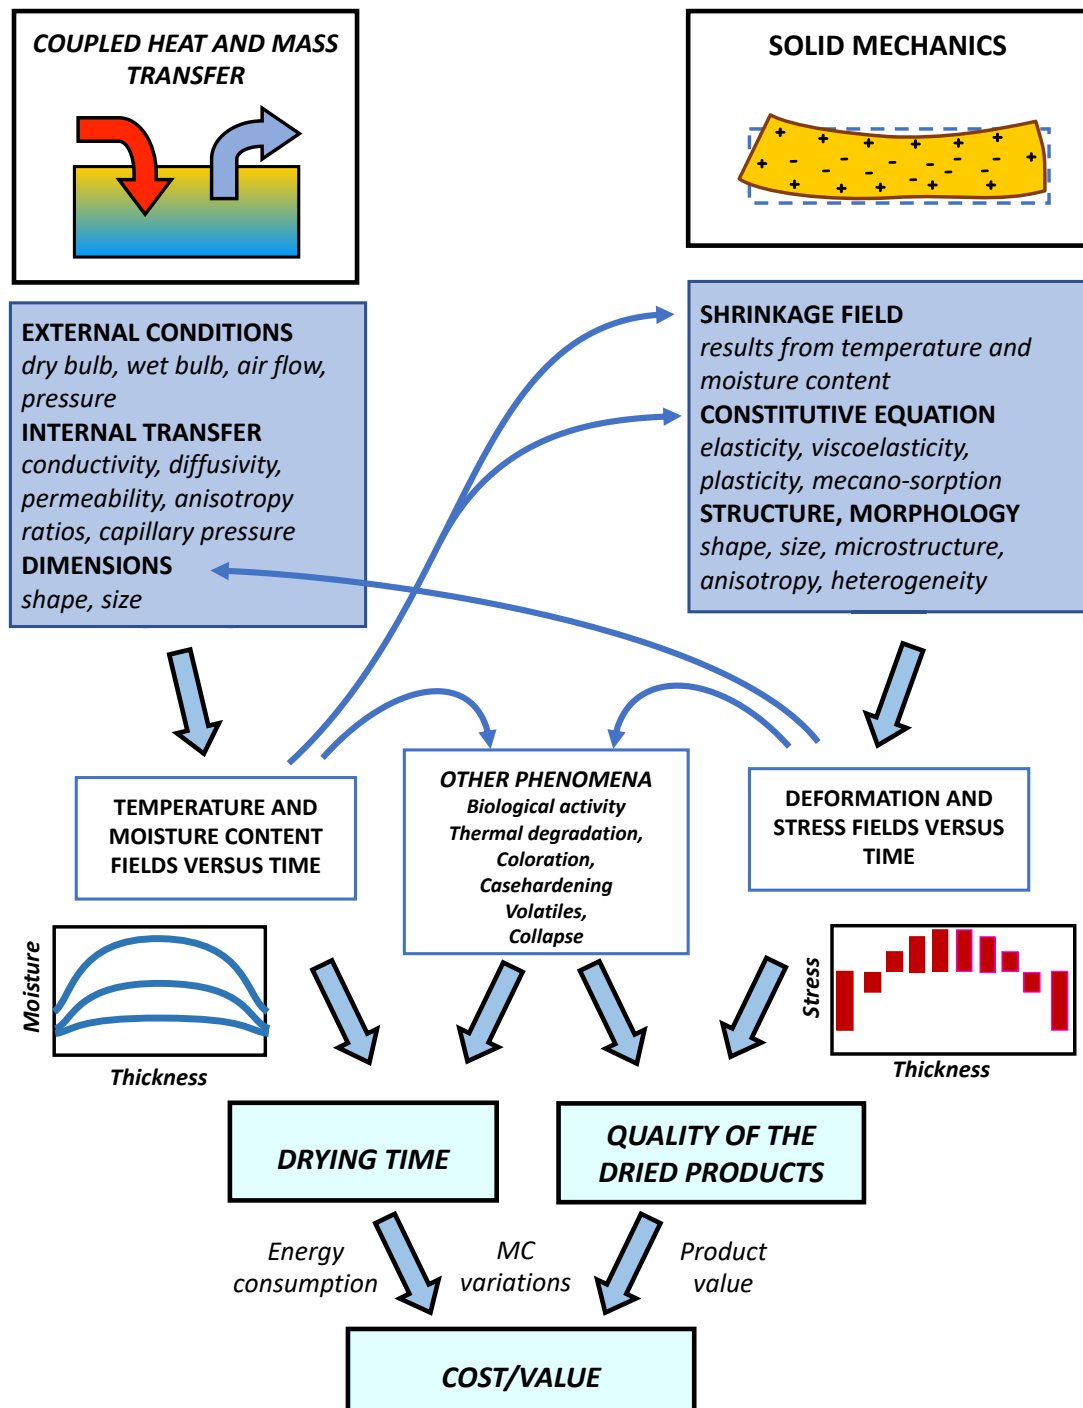 COUPLED HEAT AND MASS
TRANSFER
SOLID MECHANICS
EXTERNAL CONDITIONS
dry bulb, wet bulb, air flow,
pressure
INTERNAL TRANSFER
conductivity, diffusivity,
permeability, anisotropy
ratios, capillary pressure
DIMENSIONS
shape, size
SHRINKAGE FIELD
results from temperature and
moisture content
CONSTITUTIVE EQUATION
elasticity, viscoelasticity,
plasticity, mecano-sorption
STRUCTURE, MORPHOLOGY
shape, size, microstructure,
anisotropy, heterogeneity
TEMPERATURE AND
MOISTURE CONTENT
FIELDS VERSUS TIME
OTHER PHENOMENA
Biological activity
Thermal degradation,
Coloration,
Casehardening
Volatiles,
Collapse
DEFORMATION AND
STRESS FIELDS VERSUS
TIME
Moisture
Thickness
Stress
Thickness
DRYING TIME
QUALITY OF THE
DRIED PRODUCTS
Energy
consumption
MC
variations
Product
value
COST/VALUE